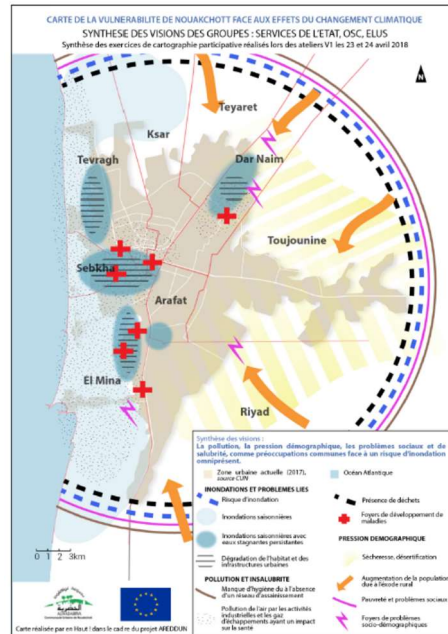 CARTE DE LA VULNERABILITE DE NOUAKCHOTT FACE AUX EFFETS DU CHANGEMENT CLIMATIQUE
SYNTHESE DES VISIONS DES GROUPES : SERVICES DE L'ETAT, OSC, ELUS
Synthèse des exercices de cartographie participative réalisés lors des ateliers V1 les 23 et 24 avril 2018
N
Teyaret
Ksar
Tevragh
Dar Naim
Toujounine
Sebkha
Arafat
El Mina
Riyad
Synthèse des visions :
La pollution, la pression démographique, les problèmes sociaux et de salubrité, comme préoccupations communes face à un risque d'inondation omniprésent.
Zone urbaine actuelle (2017),
source CUN
Océan Atlantique
INONDATIONS ET PROBLEMES LIES
Risque d'inondation
Inondations saisonnières
Inondations saisonnières avec
eaux stagnantes persistantes
Dégradation de l'habitat et des
infrastructures urbaines
POLLUTION ET INSALUBRITE
Manque d'hygiène du à l'absence
d'un réseau d'assainissement
Pollution de l'air par les activités
industrielles et les gaz
d'échappements ayant un impact
sur la santé
Présence de déchets
Foyers de développement de
maladies
PRESSION DEMOGRAPHIQUE
Sécheresse, désertification
Augmentation de la population
due à l'éxode rural
Pauvreté et problèmes sociaux
Foyers de problèmes
socio-démographiques
0 1 2 3km
Carte réalisée par en Haut ! dans le cadre du projet AREDDUN